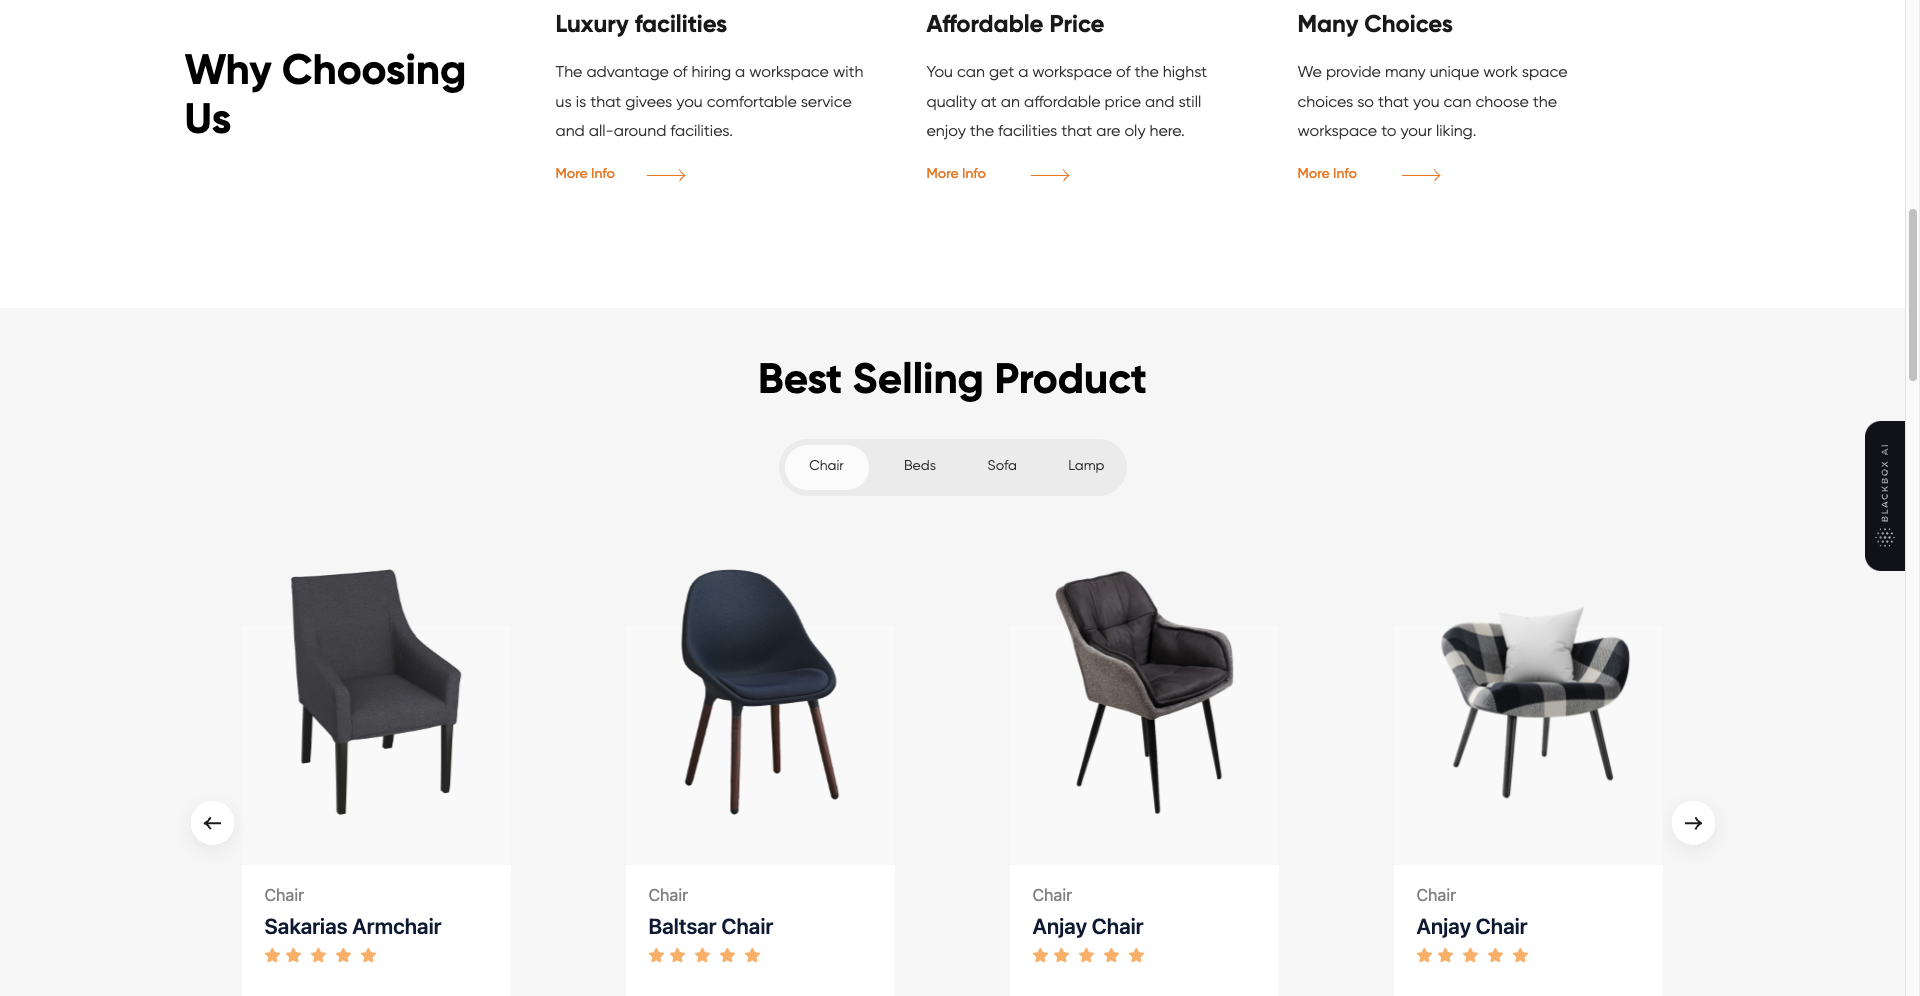 Why Choosing
Us
Luxury facilities
The advantage of hiring a workspace with
us is that givees you comfortable service
and all-around facilities.
More Info
Affordable Price
You can get a workspace of the highst
quality at an affordable price and still
enjoy the facilities that are oly here.
More Info
Many Choices
We provide many unique work space
choices so that you can choose the
workspace to your liking.
More Info
Best Selling Product
Chair Beds Sofa Lamp
BLACKBOX AI
Chair
Sakarias Armchair
Chair
Baltsar Chair
Chair
Anjay Chair
Chair
Anjay Chair